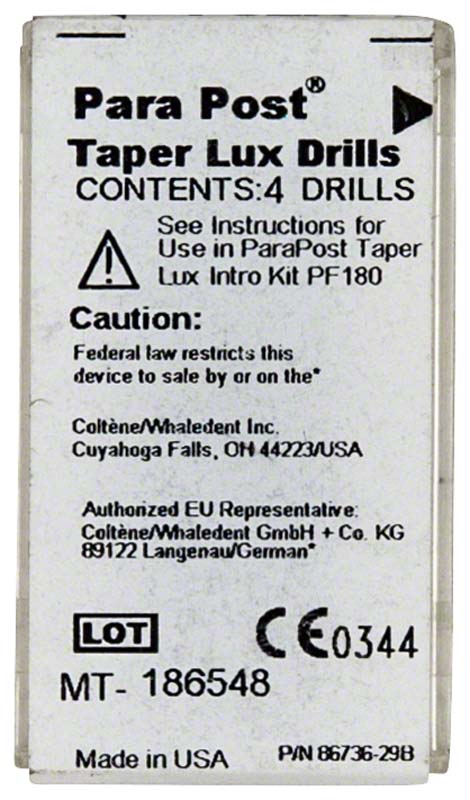 Para Post®
Taper Lux Drills
CONTENTS:4 DRILLS
See Instructions for
Use in ParaPost Taper
Lux Intro Kit PF180
Caution:
Federal law restricts this
device to sale by or on the*
Coltène/Whaledent Inc.
Cuyahoga Falls, OH 44223/USA
Authorized EU Representative:
Coltène/Whaledent GmbH + Co. KG
89122 Langenau/German*
LOT
CE0344
MT- 186548
Made in USA
P/N 86736-29B